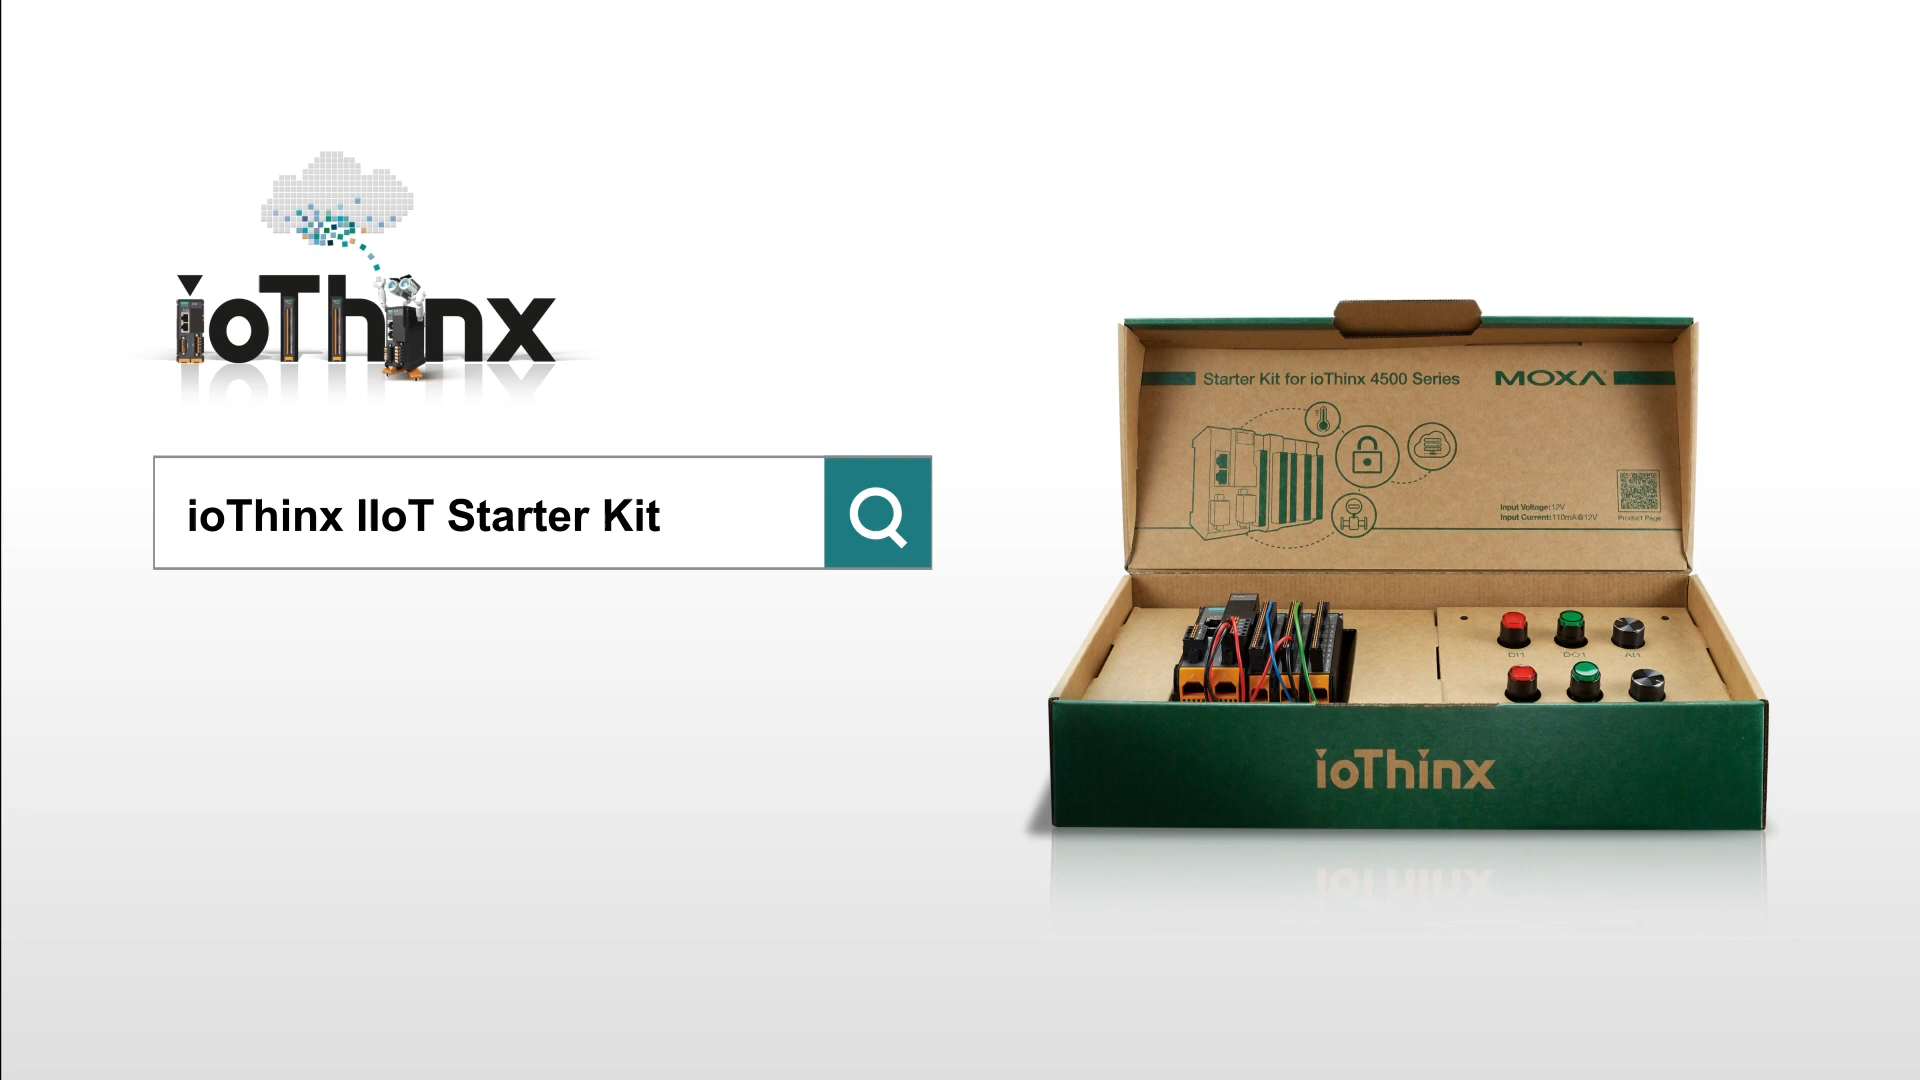 ioThinx
ioThinx IIoT Starter Kit
Starter Kit for ioThinx 4500 Series
MOXA®
Input Voltage:12V
Input Current:110mA@12V
Product Page
DI1
DO1
AI1
ioThinx